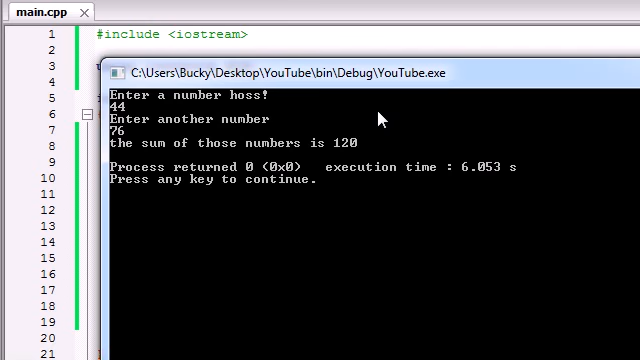 main.cpp
1 #include <iostream>
2
3
4
5
6
7
8
9
10
11
12
13
14
15
16
17
18
19
20
21
C:\Users\Bucky\Desktop\YouTube\bin\Debug\YouTube.exe
Enter a number hoss!
44
Enter another number
76
the sum of those numbers is 120
Process returned 0 (0x0)   execution time : 6.053 s
Press any key to continue.